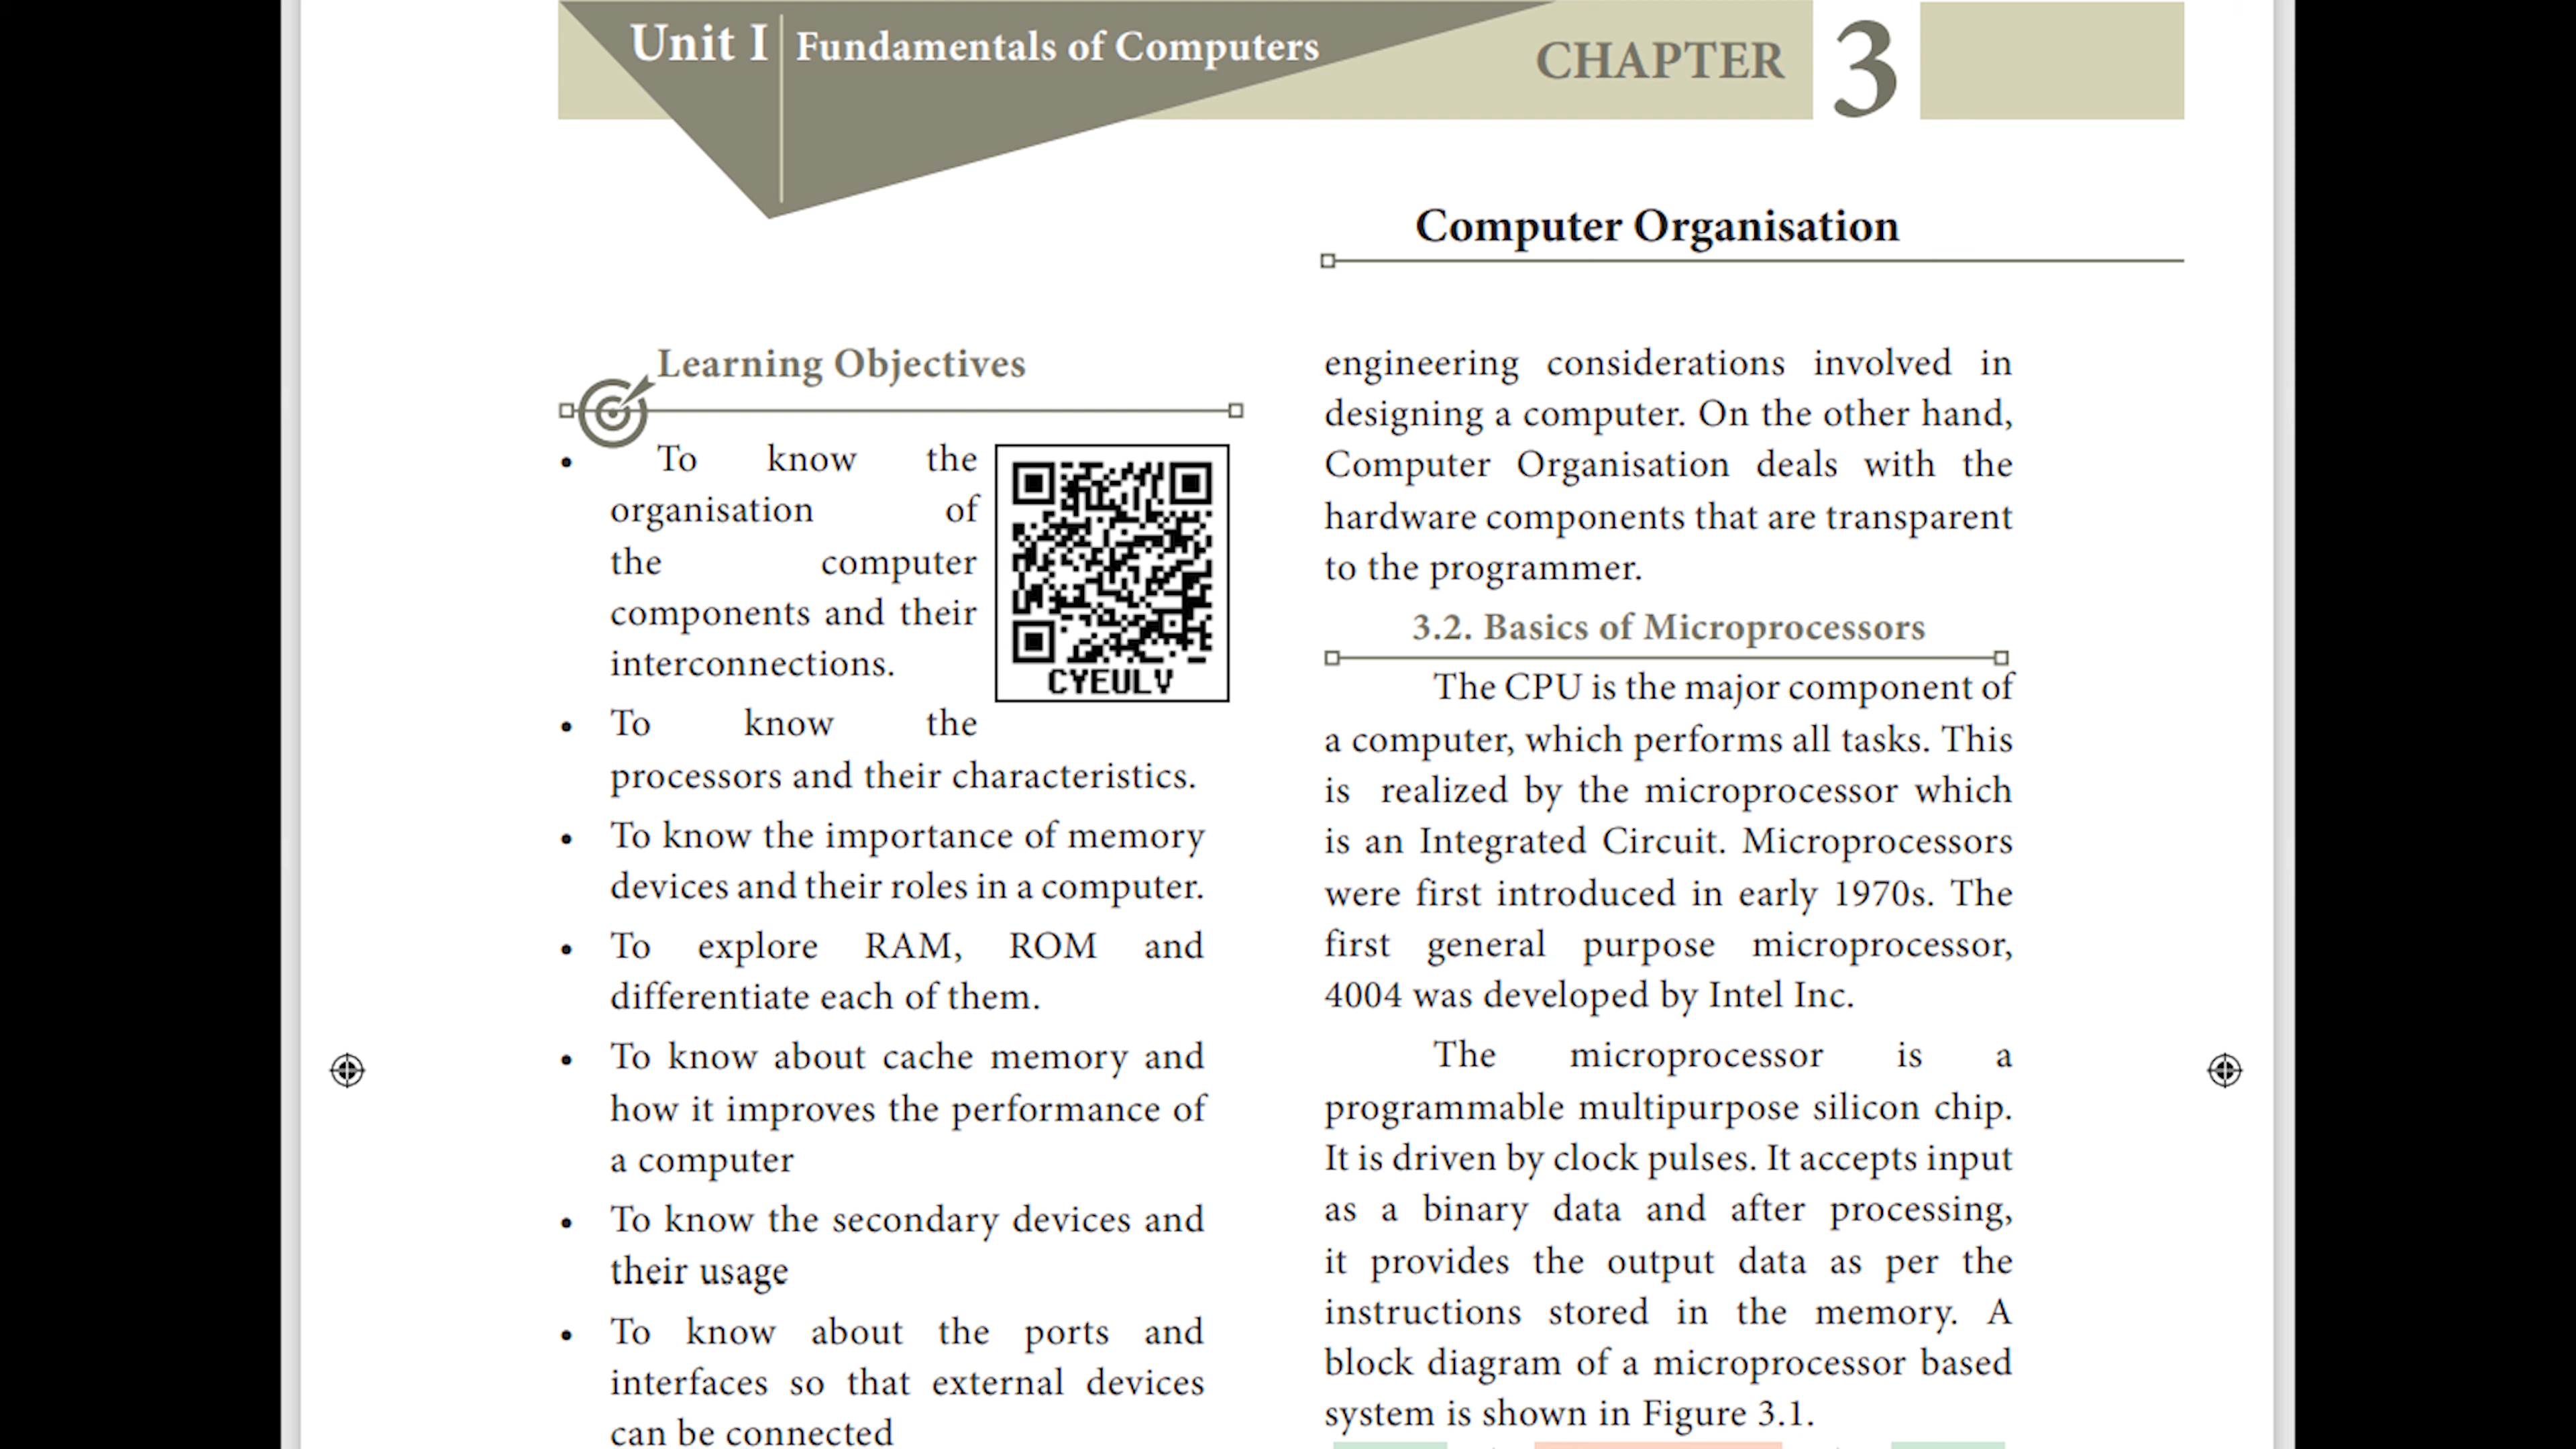 Unit I Fundamentals of Computers
CHAPTER 3
Computer Organisation
Learning Objectives
• To know the
organisation of
the computer
components and their
interconnections.
CYEULV
• To know the
processors and their characteristics.
• To know the importance of memory
devices and their roles in a computer.
• To explore RAM, ROM and
differentiate each of them.
• To know about cache memory and
how it improves the performance of
a computer
• To know the secondary devices and
their usage
• To know about the ports and
interfaces so that external devices
can be connected
engineering considerations involved in
designing a computer. On the other hand,
Computer Organisation deals with the
hardware components that are transparent
to the programmer.
3.2. Basics of Microprocessors
The CPU is the major component of
a computer, which performs all tasks. This
is realized by the microprocessor which
is an Integrated Circuit. Microprocessors
were first introduced in early 1970s. The
first general purpose microprocessor,
4004 was developed by Intel Inc.
The microprocessor is a
programmable multipurpose silicon chip.
It is driven by clock pulses. It accepts input
as a binary data and after processing,
it provides the output data as per the
instructions stored in the memory. A
block diagram of a microprocessor based
system is shown in Figure 3.1.